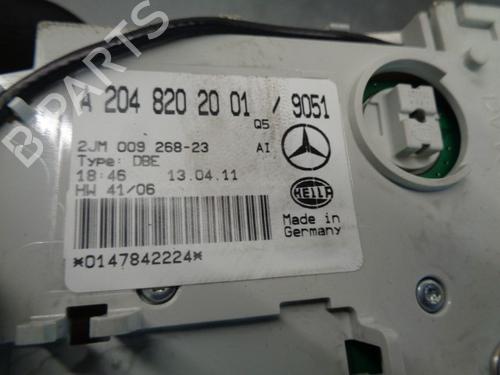 A 204 820 20 01 / 9051
Q5
2JM 009 268-23 AI
Type: DBE
18:46 13.04.11
HW 41/06
HELLA
Made in
Germany
*0147842224*
B PARTS